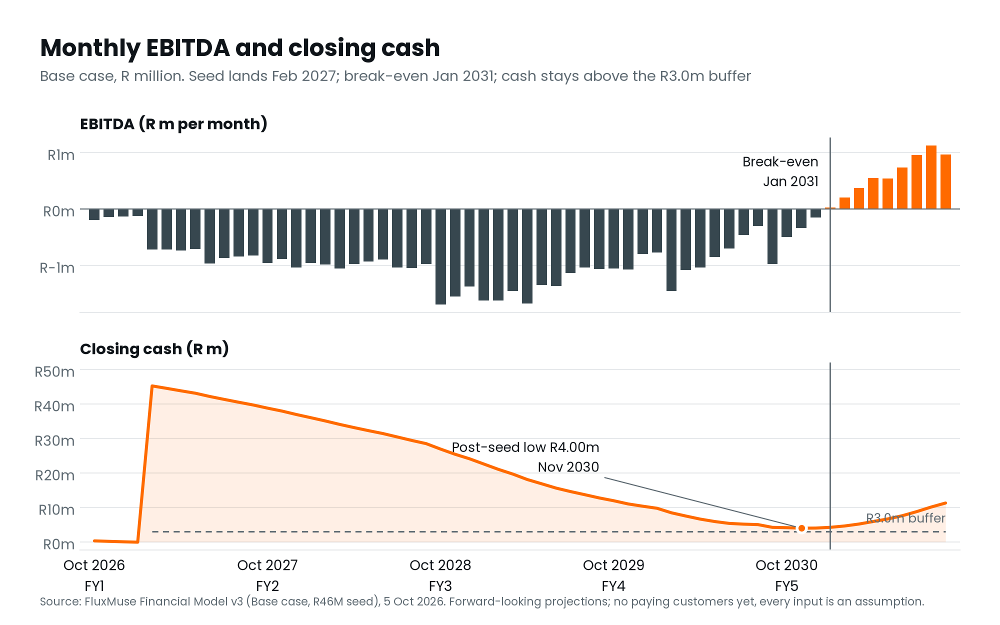 Monthly EBITDA and closing cash
Base case, R million. Seed lands Feb 2027; break-even Jan 2031; cash stays above the R3.0m buffer
EBITDA (R m per month)
R1m
Break-even
Jan 2031
R0m
R-1m
Closing cash (R m)
R50m
R40m
R30m
Post-seed low R4.00m
Nov 2030
R20m
R10m
R3.0m buffer
R0m
Oct 2026 Oct 2027 Oct 2028 Oct 2029 Oct 2030
FY1 FY2 FY3 FY4 FY5
Source: FluxMuse Financial Model v3 (Base case, R46M seed), 5 Oct 2026. Forward-looking projections; no paying customers yet, every input is an assumption.